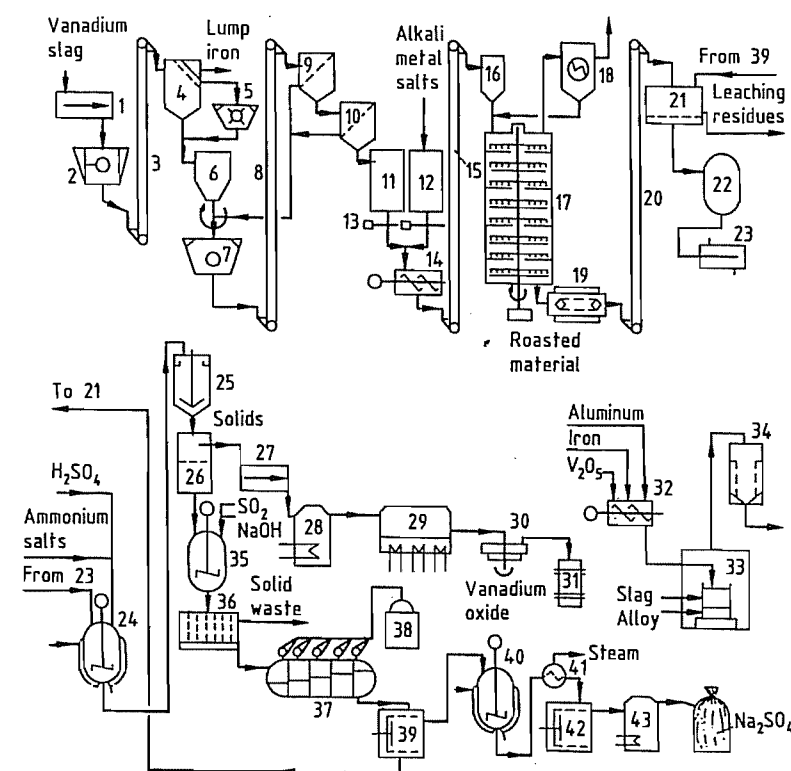 Vanadium
slag
Lump
iron
Alkali
metal
salts
From 39
Leaching
residues
1
2
3
4
5
6
7
8
9
10
11
12
13
14
15
16
17
18
19
20
21
22
23
Roasted
material
To 21
H₂SO₄
Ammonium
salts
From 23
24
25
Solids
26
27
SO₂
NaOH
28
29
30
31
Vanadium
oxide
Aluminum
Iron
V₂O₅
32
33
34
Slag
Alloy
35
36
Solid
waste
37
38
39
40
41
Steam
42
43
Na₂SO₄